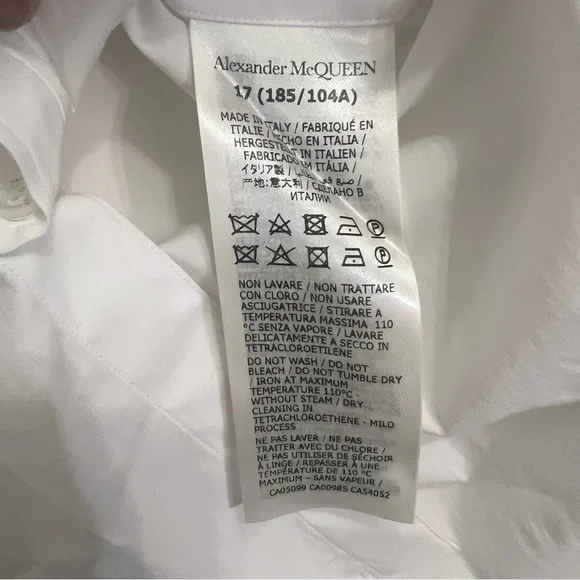 Alexander McQUEEN
17 (185/104A)
MADE IN ITALY / FABRIQUÉ EN
ITALIE / HECHO EN ITALIA /
HERGESTELLT IN ITALIEN /
FABRICADO EM ITÁLIA /
イタリア製 /
产地:意大利 / СДЕЛАНО В
ИТАЛИИ
NON LAVARE / NON TRATTARE
CON CLORO / NON USARE
ASCIUGATRICE / STIRARE A
TEMPERATURA MASSIMA 110
°C SENZA VAPORE / LAVARE
DELICATAMENTE A SECCO IN
TETRACLOROETILENE
DO NOT WASH / DO NOT
BLEACH / DO NOT TUMBLE DRY
/ IRON AT MAXIMUM
TEMPERATURE 110°C -
WITHOUT STEAM / DRY
CLEANING IN
TETRACHLOROETHENE - MILD
PROCESS
NE PAS LAVER / NE PAS
TRAITER AVEC DU CHLORE /
NE PAS UTILISER DE SÉCHOIR
À LINGE / REPASSER À UNE
TEMPÉRATURE DE 110 °C
MAXIMUM - SANS VAPEUR /
CA05099 CA00985 CA54052